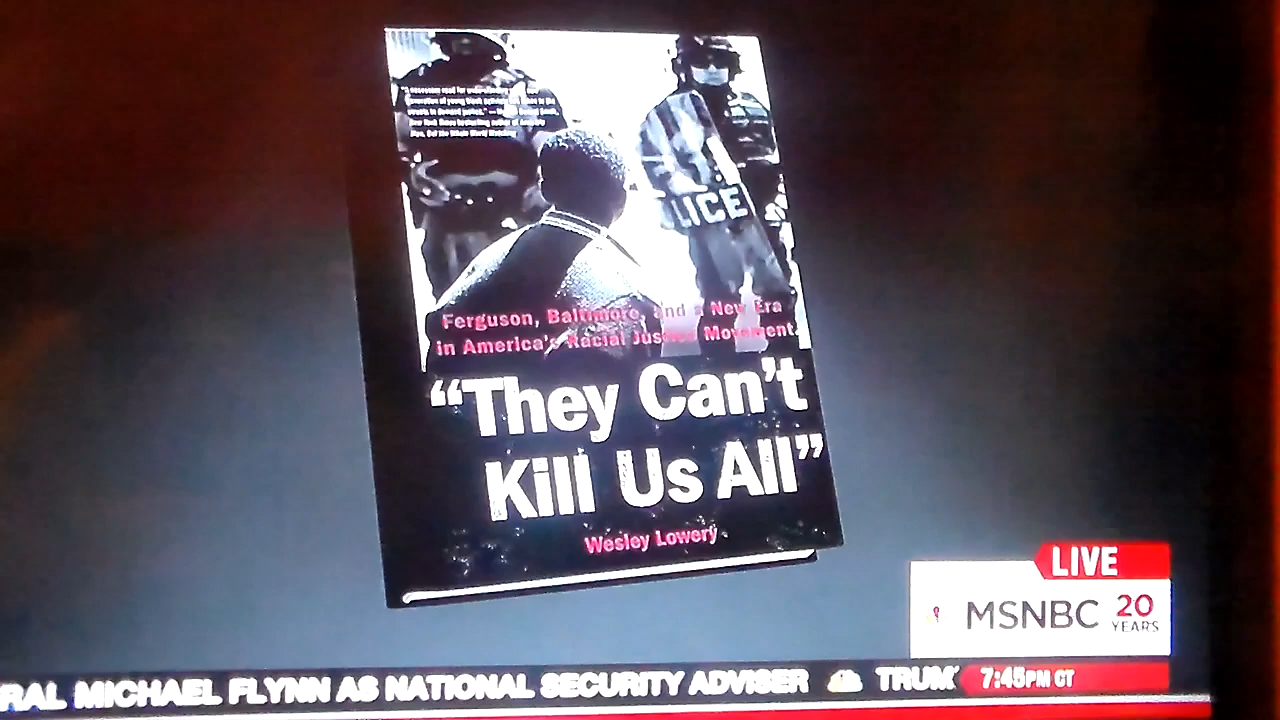 LICE
Ferguson, Baltimore, and a New Era
in America's Racial Justice Movement
“They Can't
Kill Us All”
Wesley Lowery
LIVE
MSNBC 20
YEARS
RAL MICHAEL FLYNN AS NATIONAL SECURITY ADVISER TRUM 7:45PM CT